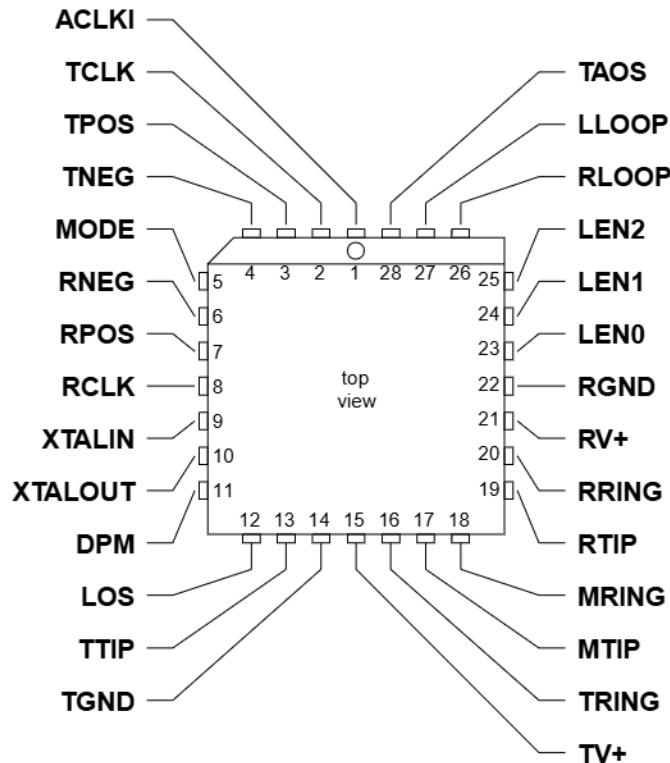 ACLKI
TCLK
TPOS
TNEG
MODE
RNEG
RPOS
RCLK
XTALIN
XTALOUT
DPM
LOS
TTIP
TGND
TAOS
LLOOP
RLOOP
LEN2
LEN1
LEN0
RGND
RV+
RRING
RTIP
MRING
MTIP
TRING
TV+
4 3 2 1 28 27 26
5
6
7
8
9
10
11
25
24
23
22
21
20
19
top
view
12 13 14 15 16 17 18